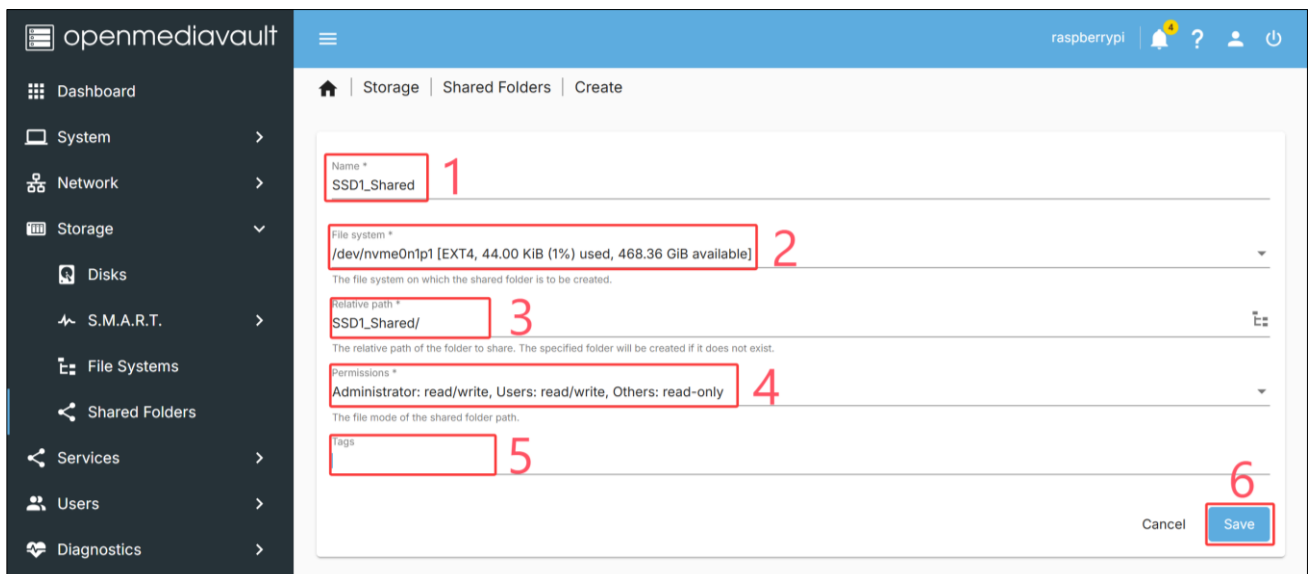 openmediavault
raspberrypi
4
?
Dashboard
System
Network
Storage
Disks
S.M.A.R.T.
File Systems
Shared Folders
Services
Users
Diagnostics
Storage | Shared Folders | Create
Name *
SSD1_Shared
1
File system *
/dev/nvme0n1p1 [EXT4, 44.00 KiB (1%) used, 468.36 GiB available]
2
The file system on which the shared folder is to be created.
Relative path *
SSD1_Shared/
3
The relative path of the folder to share. The specified folder will be created if it does not exist.
Permissions *
Administrator: read/write, Users: read/write, Others: read-only
4
The file mode of the shared folder path.
Tags
5
6
Cancel
Save